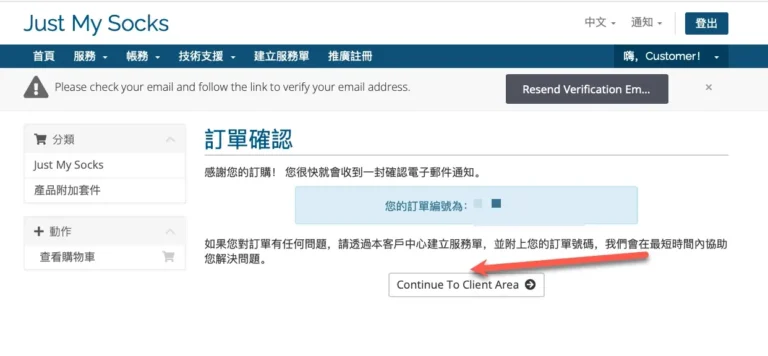 Just My Socks
中文 通知 登出
首頁 服務 帳務 技術支援 建立服務單 推廣註冊 嗨，Customer!
Please check your email and follow the link to verify your email address. Resend Verification Em... ×
分類
Just My Socks
產品附加套件
動作
查看購物車
訂單確認
感謝您的訂購！ 您很快就會收到一封確認電子郵件通知。
您的訂單編號為：
如果您對訂單有任何問題，請透過本客戶中心建立服務單，並附上您的訂單號碼，我們會在最短時間內協助
您解決問題。
Continue To Client Area